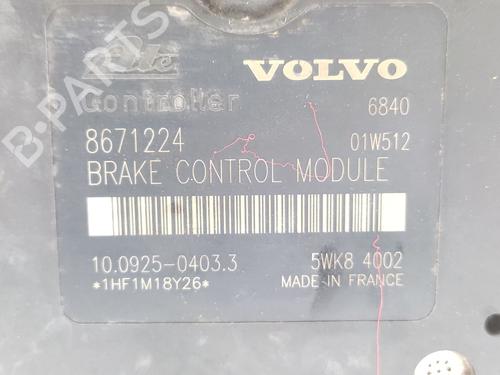 Ate VOLVO
Controller 6840
8671224 01W512
BRAKE CONTROL MODULE
10.0925-0403.3 5WK8 4002
*1HF1M18Y26* MADE IN FRANCE
B-PARTS